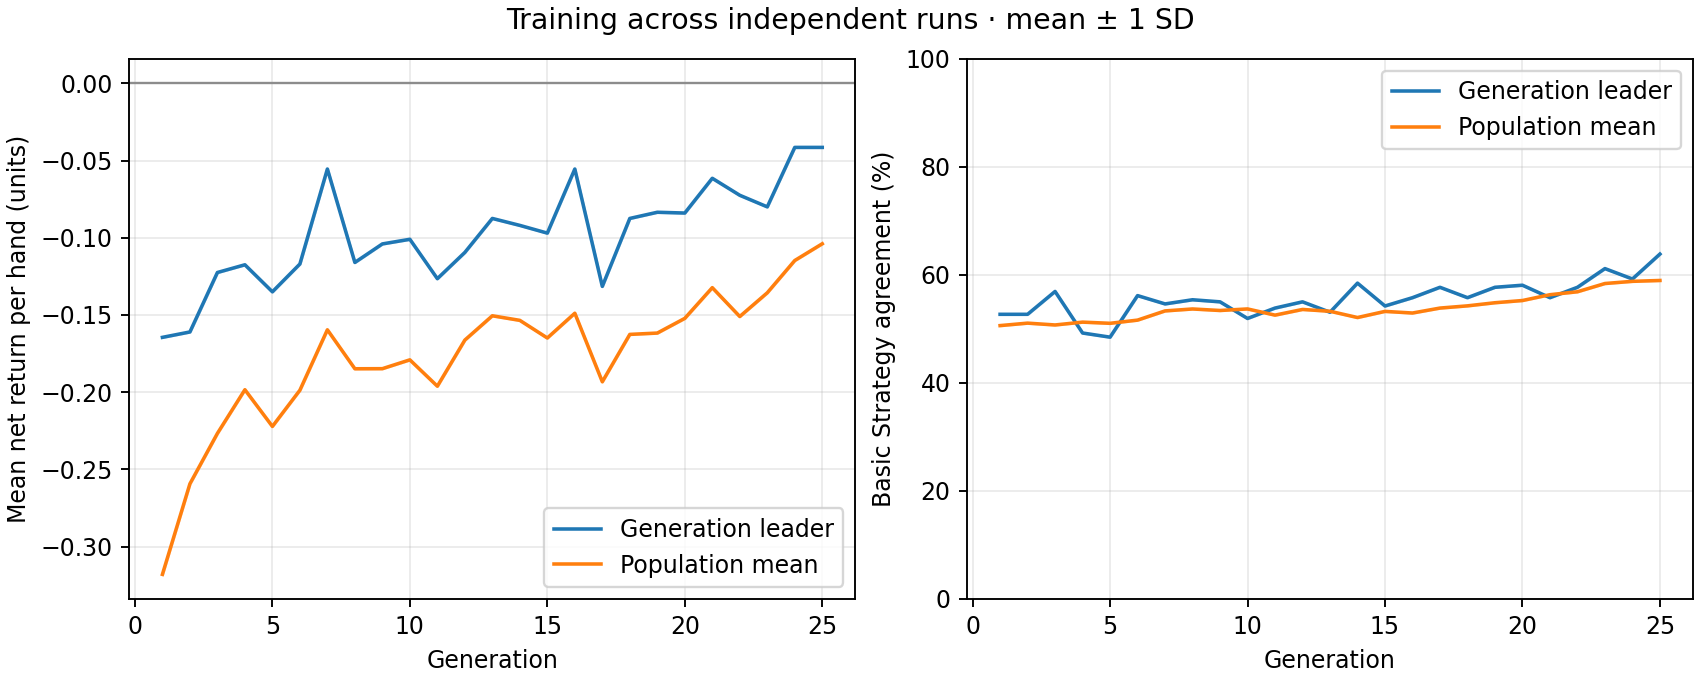 Training across independent runs · mean ± 1 SD
Mean net return per hand (units)
0.00
−0.05
−0.10
−0.15
−0.20
−0.25
−0.30
Generation leader
Population mean
0 5 10 15 20 25
Generation
Basic Strategy agreement (%)
100
80
60
40
20
0
Generation leader
Population mean
0 5 10 15 20 25
Generation